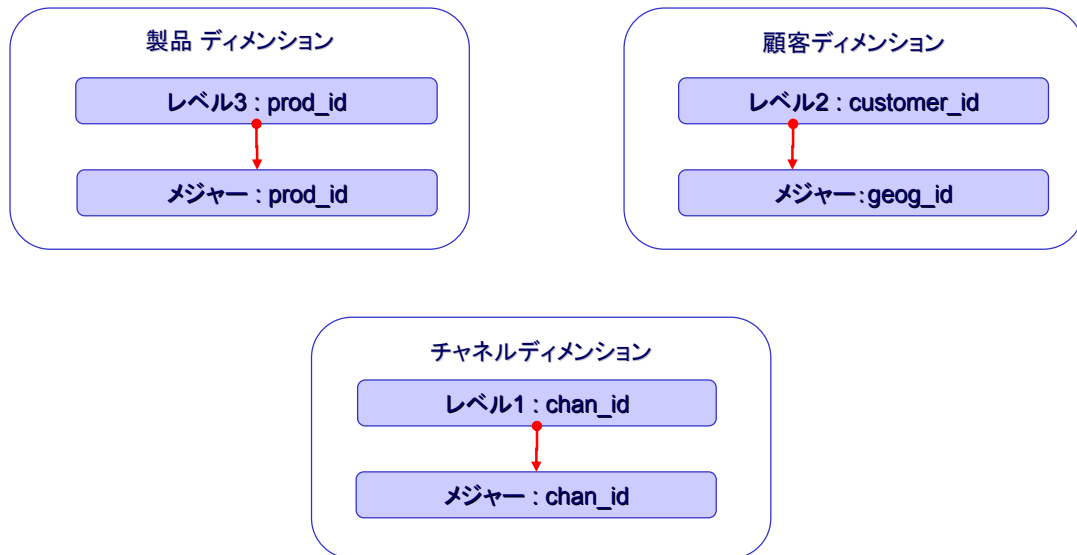 製品 ディメンション
レベル3 : prod_id
メジャー : prod_id
顧客ディメンション
レベル2 : customer_id
メジャー：geog_id
チャネルディメンション
レベル1 : chan_id
メジャー : chan_id